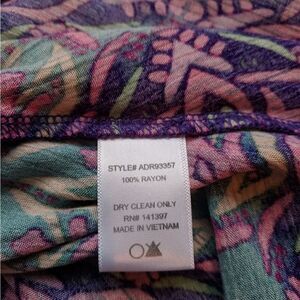 STYLE# ADR93357
100% RAYON
DRY CLEAN ONLY
RN# 141397
MADE IN VIETNAM